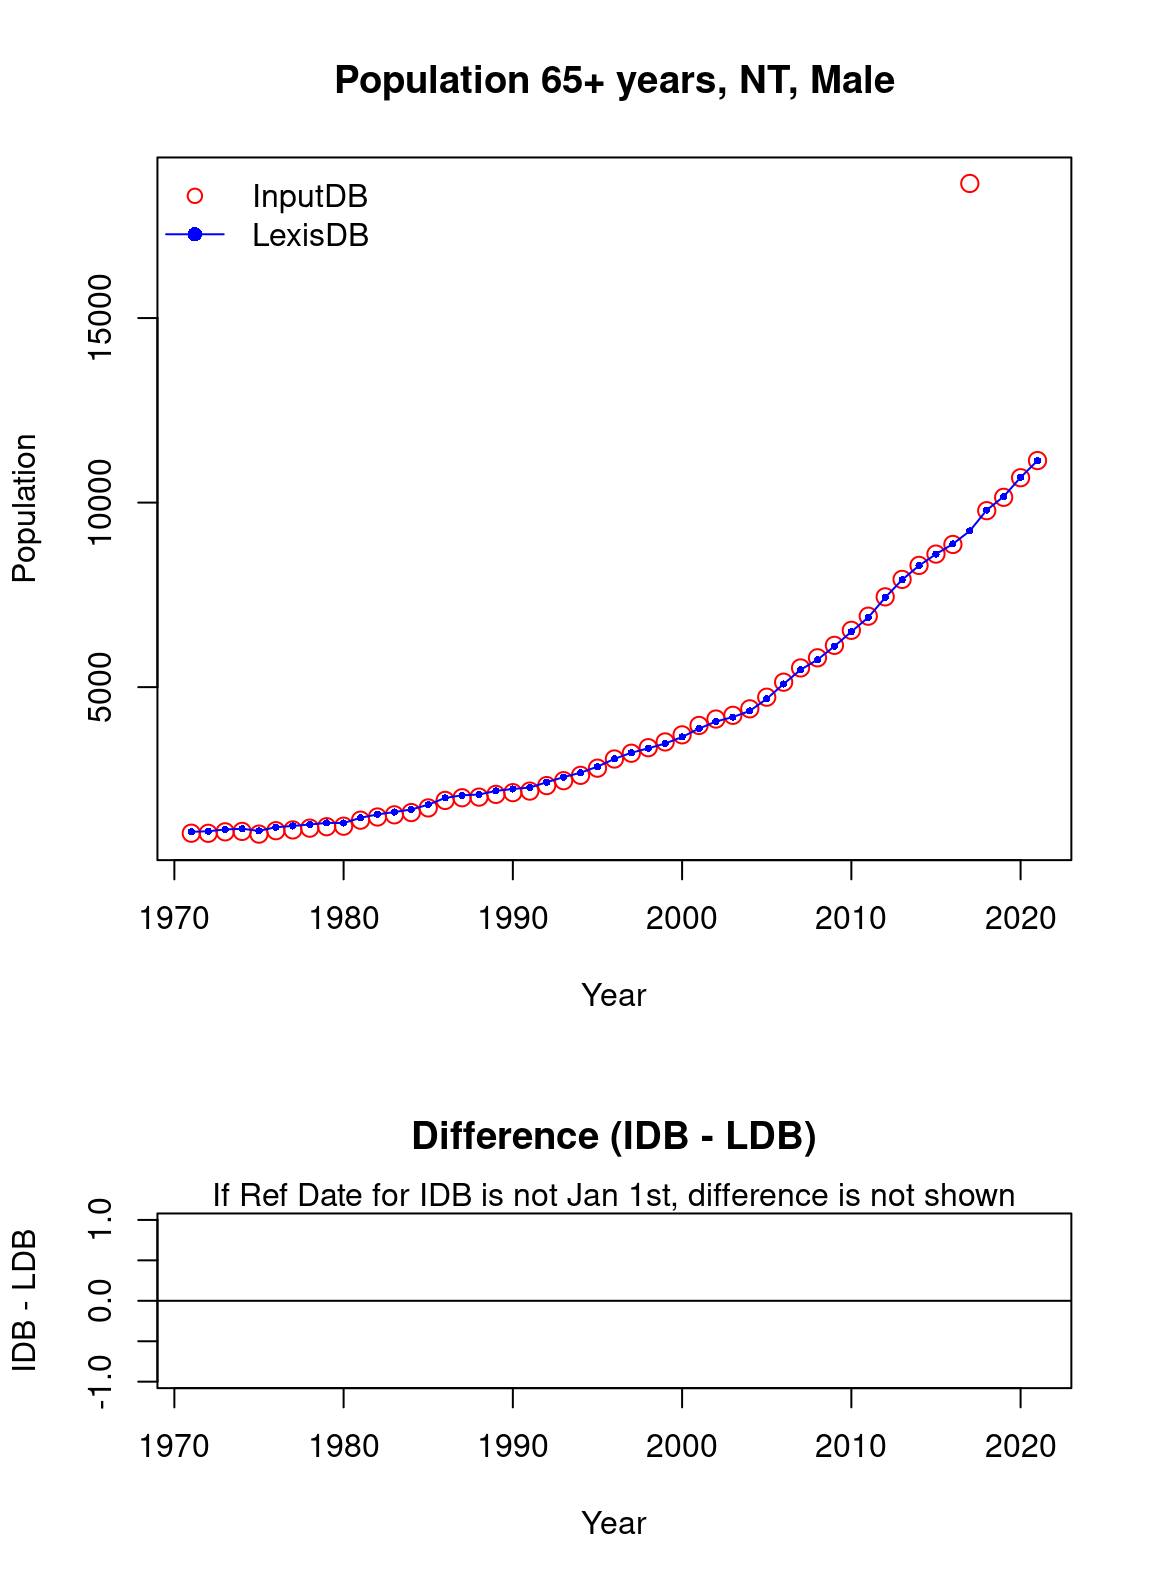 Population 65+ years, NT, Male
InputDB
LexisDB
15000
10000
5000
Population
1970 1980 1990 2000 2010 2020
Year
Difference (IDB - LDB)
If Ref Date for IDB is not Jan 1st, difference is not shown
1.0
0.0
-1.0
IDB - LDB
1970 1980 1990 2000 2010 2020
Year